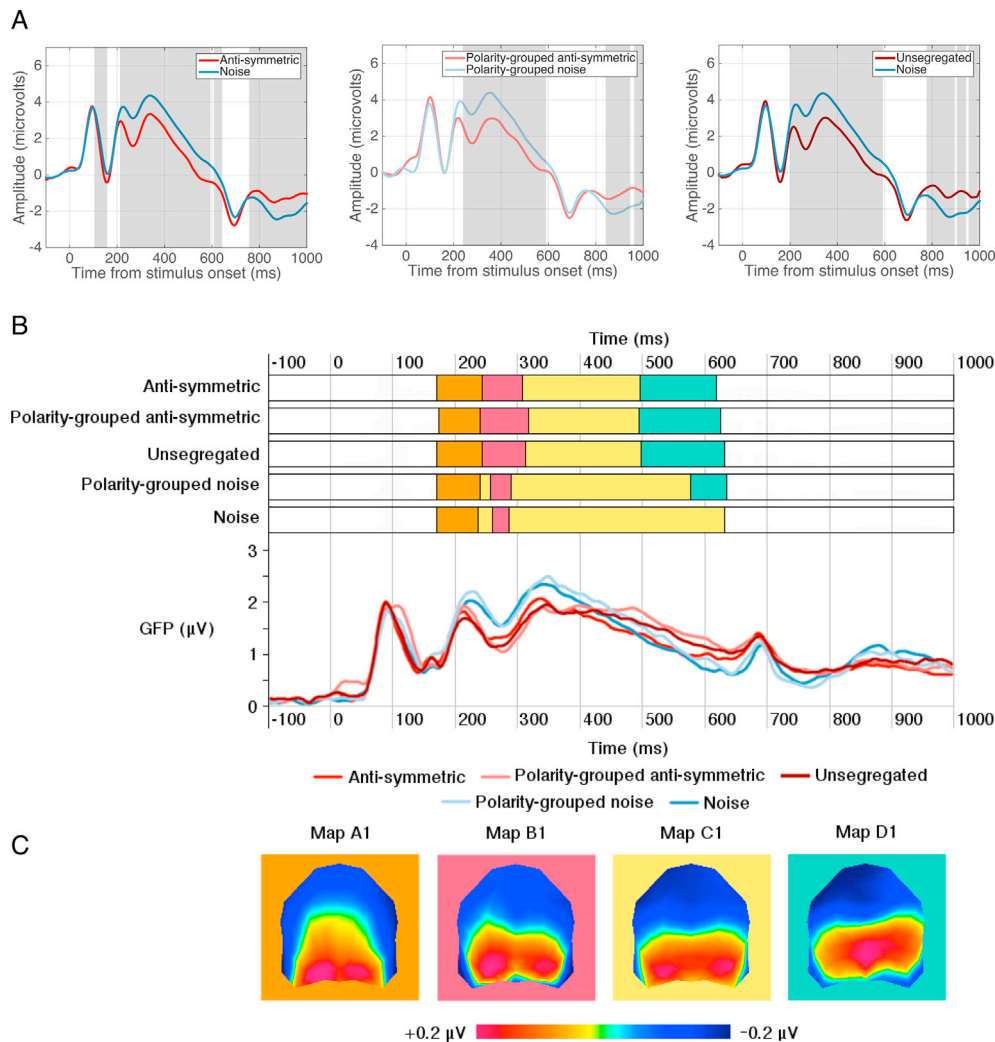 A
Anti-symmetric
Noise
6
4
2
0
-2
-4
Amplitude (microvolts)
0 200 400 600 800 1000
Time from stimulus onset (ms)
Polarity-grouped anti-symmetric
Polarity-grouped noise
6
4
2
0
-2
-4
Amplitude (microvolts)
0 200 400 600 800 1000
Time from stimulus onset (ms)
Unsegregated
Noise
6
4
2
0
-2
-4
Amplitude (microvolts)
0 200 400 600 800 1000
Time from stimulus onset (ms)
B
Time (ms)
-100 0 100 200 300 400 500 600 700 800 900 1000
Anti-symmetric
Polarity-grouped anti-symmetric
Unsegregated
Polarity-grouped noise
Noise
3
2
1
0
GFP (μV)
-100 0 100 200 300 400 500 600 700 800 900 1000
Time (ms)
Anti-symmetric Polarity-grouped anti-symmetric Unsegregated
Polarity-grouped noise Noise
C
Map A1 Map B1 Map C1 Map D1
+0.2 μV -0.2 μV